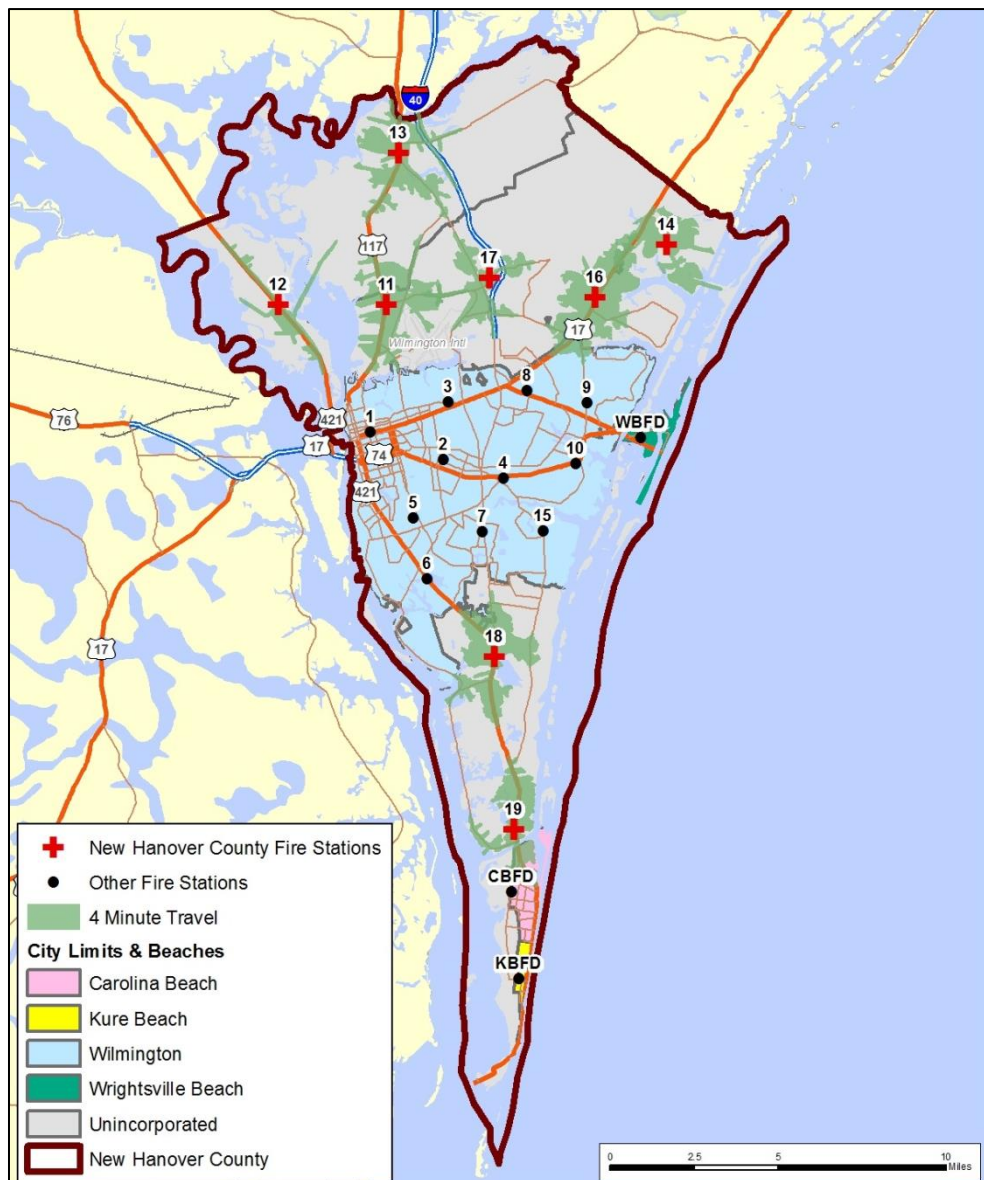 40
13
14
117
17
16
12
11
17
Wilmington Intl
8
3
9
421
1
WBFD
76
17
74
2
10
4
421
5
7
15
6
17
18
19
CBFD
KBFD
New Hanover County Fire Stations
Other Fire Stations
4 Minute Travel
City Limits & Beaches
Carolina Beach
Kure Beach
Wilmington
Wrightsville Beach
Unincorporated
New Hanover County
0 2.5 5 10
Miles